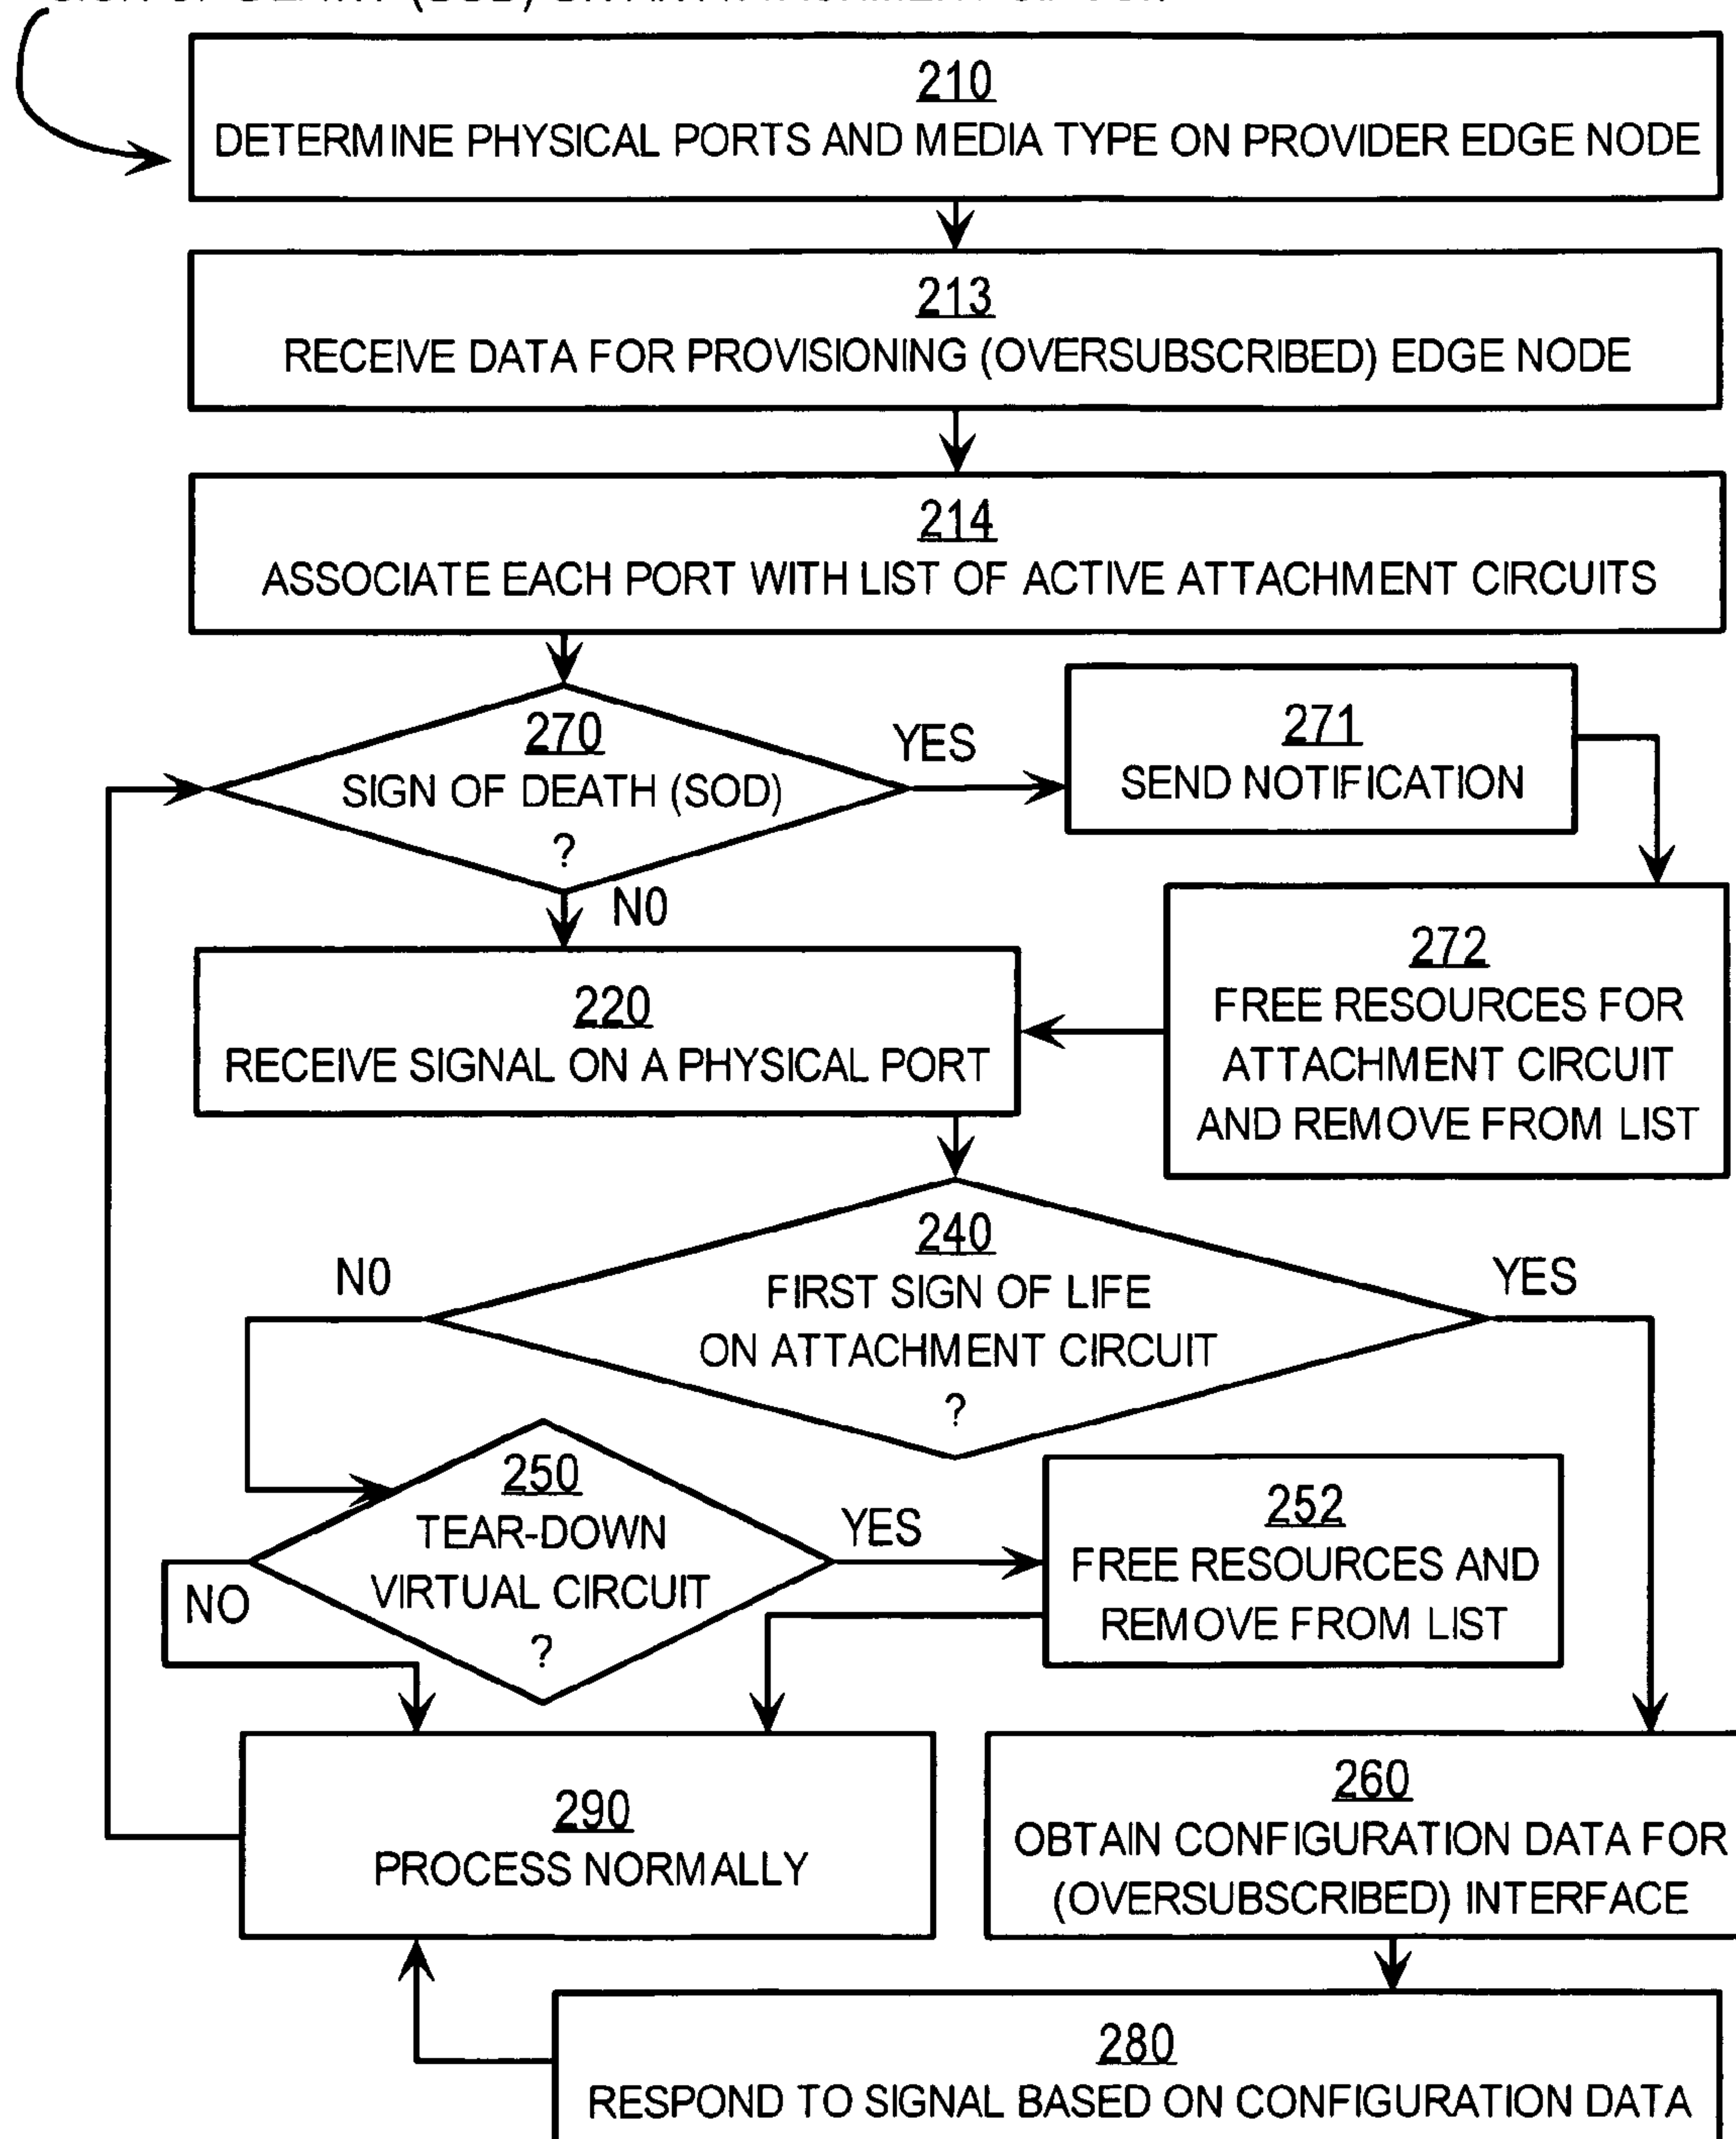 210
DETERMINE PHYSICAL PORTS AND MEDIA TYPE ON PROVIDER EDGE NODE
213
RECEIVE DATA FOR PROVISIONING (OVERSUBSCRIBED) EDGE NODE
214
ASSOCIATE EACH PORT WITH LIST OF ACTIVE ATTACHMENT CIRCUITS
270
SIGN OF DEATH (SOD)
?
YES
271
SEND NOTIFICATION
NO
272
FREE RESOURCES FOR
ATTACHMENT CIRCUIT
AND REMOVE FROM LIST
220
RECEIVE SIGNAL ON A PHYSICAL PORT
240
FIRST SIGN OF LIFE
ON ATTACHMENT CIRCUIT
?
NO
YES
250
TEAR-DOWN
VIRTUAL CIRCUIT
?
YES
NO
252
FREE RESOURCES AND
REMOVE FROM LIST
290
PROCESS NORMALLY
260
OBTAIN CONFIGURATION DATA FOR
(OVERSUBSCRIBED) INTERFACE
280
RESPOND TO SIGNAL BASED ON CONFIGURATION DATA